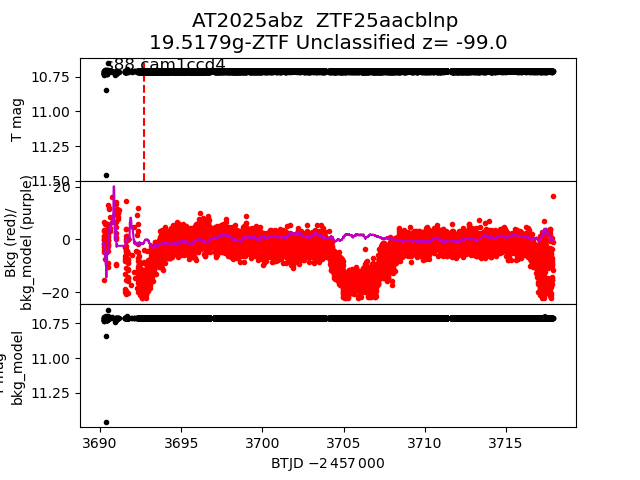 AT2025abz ZTF25aacblnp
19.5179g-ZTF Unclassified z= -99.0
s88 cam1ccd4
T mag
10.75
11.00
11.25
11.50
Bkg (red)/
bkg_model (purple)
20
0
−20
bkg_model
10.75
11.00
11.25
3690
3695
3700
3705
3710
3715
BTJD −2 457 000